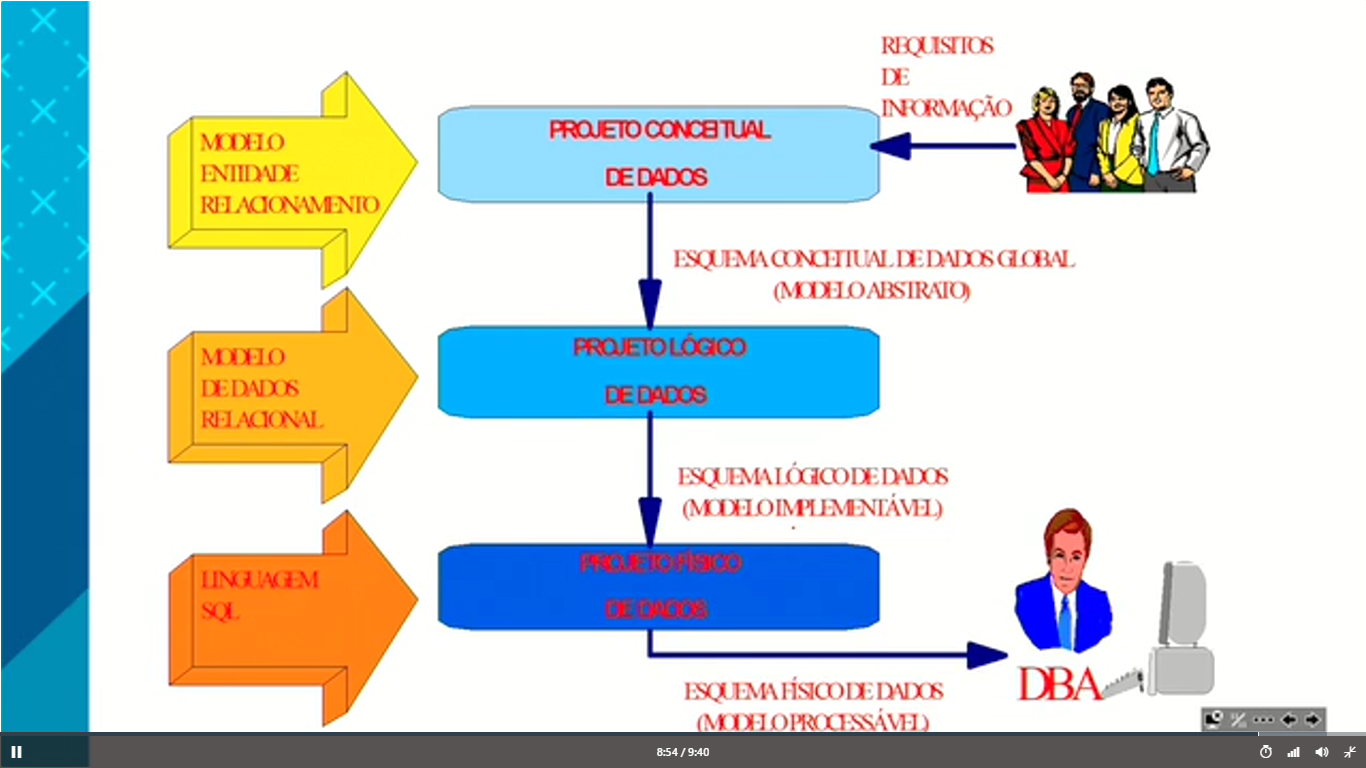 REQUISITOS
DE
INFORMAÇÃO
MODELO
ENTIDADE
RELACIONAMENTO
PROJETO CONCEITUAL
DE DADOS
ESQUEMA CONCEITUAL DE DADOS GLOBAL
(MODELO ABSTRATO)
MODELO
DE DADOS
RELACIONAL
PROJETO LÓGICO
DE DADOS
ESQUEMA LÓGICO DE DADOS
(MODELO IMPLEMENTÁVEL)
LINGUAGEM
SQL
PROJETO FÍSICO
DE DADOS
DBA
ESQUEMA FÍSICO DE DADOS
(MODELO PROCESSÁVEL)
8:54 / 9:40